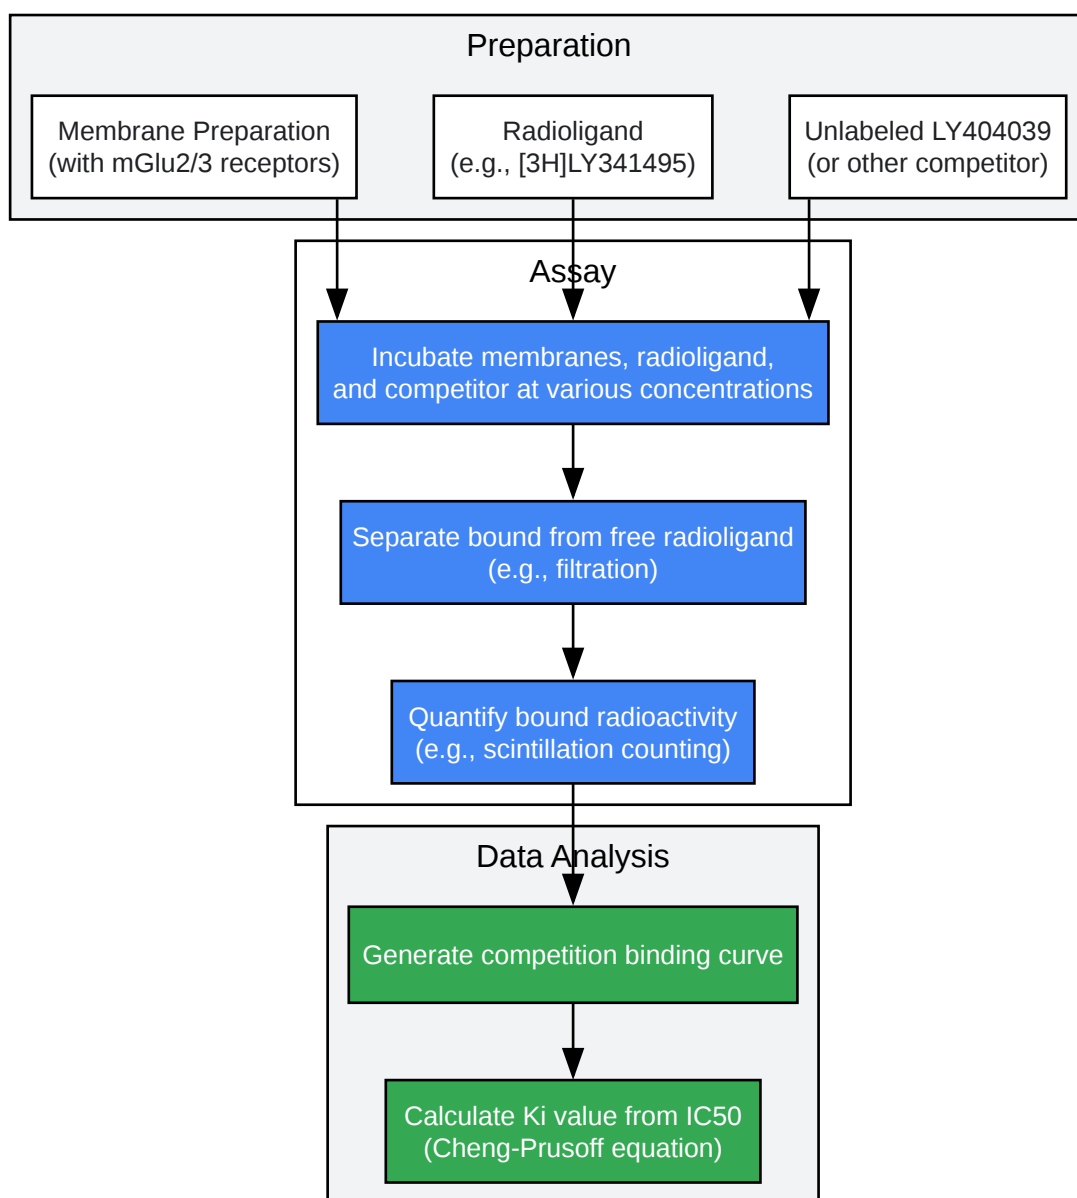 Preparation
Membrane Preparation
(with mGlu2/3 receptors)
Radioligand
(e.g., [3H]LY341495)
Unlabeled LY404039
(or other competitor)
Assay
Incubate membranes, radioligand,
and competitor at various concentrations
Separate bound from free radioligand
(e.g., filtration)
Quantify bound radioactivity
(e.g., scintillation counting)
Data Analysis
Generate competition binding curve
Calculate Ki value from IC50
(Cheng-Prusoff equation)